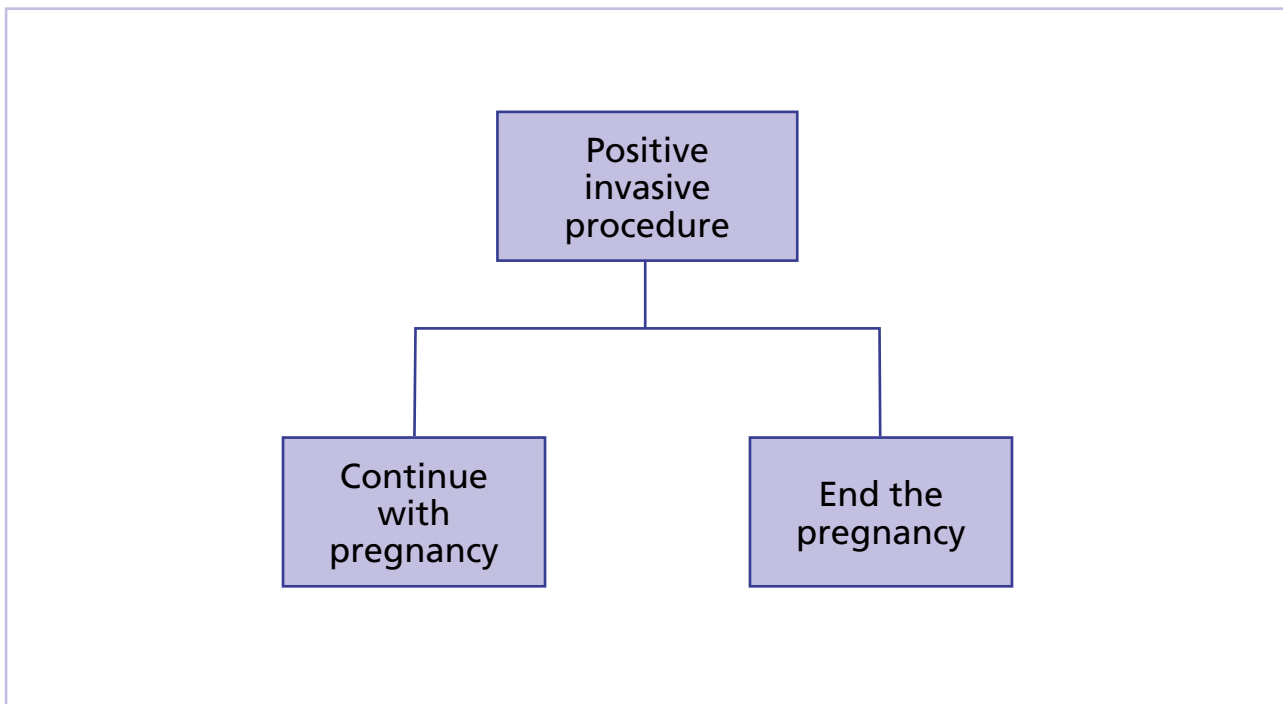 Positive
invasive
procedure
Continue
with
pregnancy
End the
pregnancy